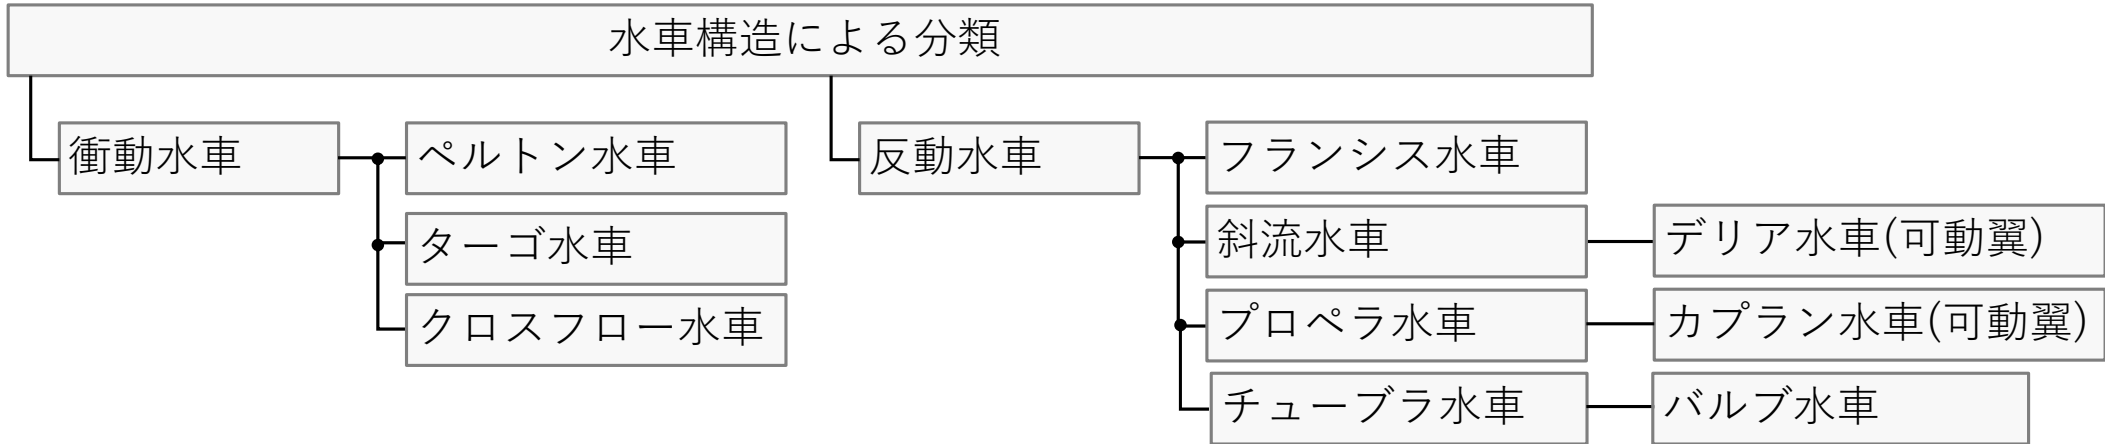 水車構造による分類
衝動水車
ペルトン水車
ターゴ水車
クロスフロー水車
反動水車
フランシス水車
斜流水車
デリア水車(可動翼)
プロペラ水車
カプラン水車(可動翼)
チューブラ水車
バルブ水車